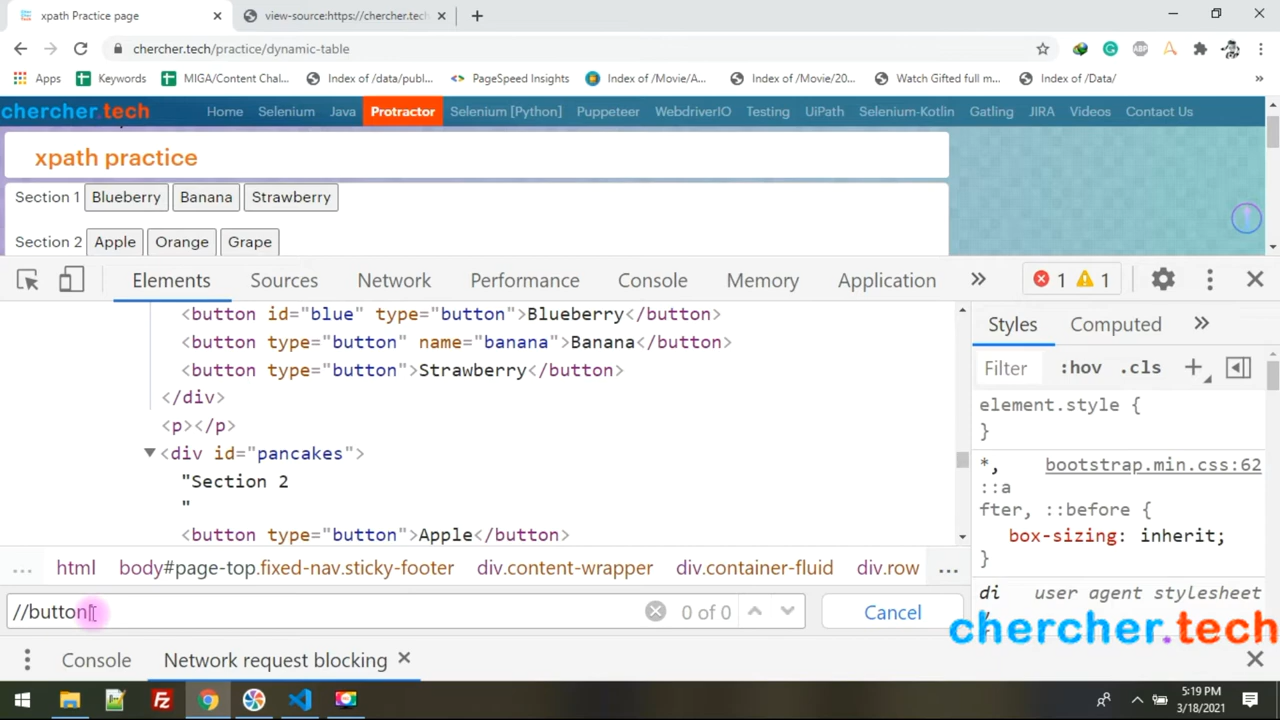 xpath Practice page
view-source:https://chercher.tech
chercher.tech/practice/dynamic-table
ABP
Apps Keywords MIGA/Content Chal... Index of /data/publ... PageSpeed Insights Index of /Movie/A... Index of /Movie/20... Watch Gifted full m... Index of /Data/ »
chercher.tech Home Selenium Java Protractor Selenium [Python] Puppeteer WebdriverIO Testing UiPath Selenium-Kotlin Gatling JIRA Videos Contact Us
xpath practice
Section 1 Blueberry Banana Strawberry
Section 2 Apple Orange Grape
Elements Sources Network Performance Console Memory Application » 1 1
<button id="blue" type="button">Blueberry</button>
<button type="button" name="banana">Banana</button>
<button type="button">Strawberry</button>
</div>
<p></p>
<div id="pancakes">
"Section 2
"
<button type="button">Apple</button>
... html body#page-top.fixed-nav.sticky-footer div.content-wrapper div.container-fluid div.row ...
//button[ 0 of 0 Cancel
Console Network request blocking
Styles Computed »
Filter :hov .cls +
element.style {
}
*, bootstrap.min.css:62
::a
fter, ::before {
box-sizing: inherit;
}
di user agent stylesheet
chercher.tech
5:19 PM
3/18/2021